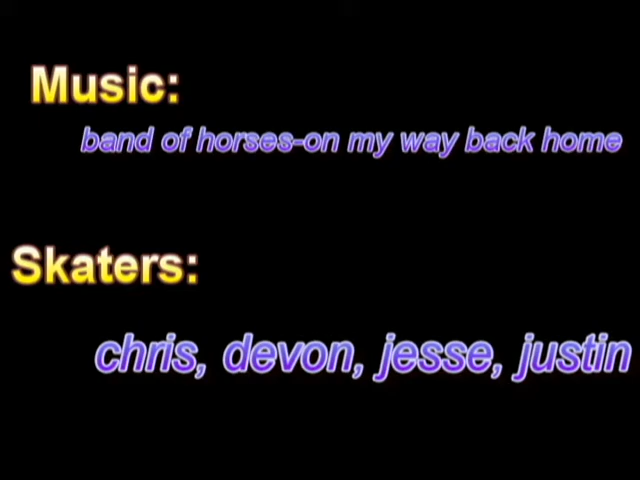 Music:
band of horses-on my way back home
Skaters:
chris, devon, jesse, justin